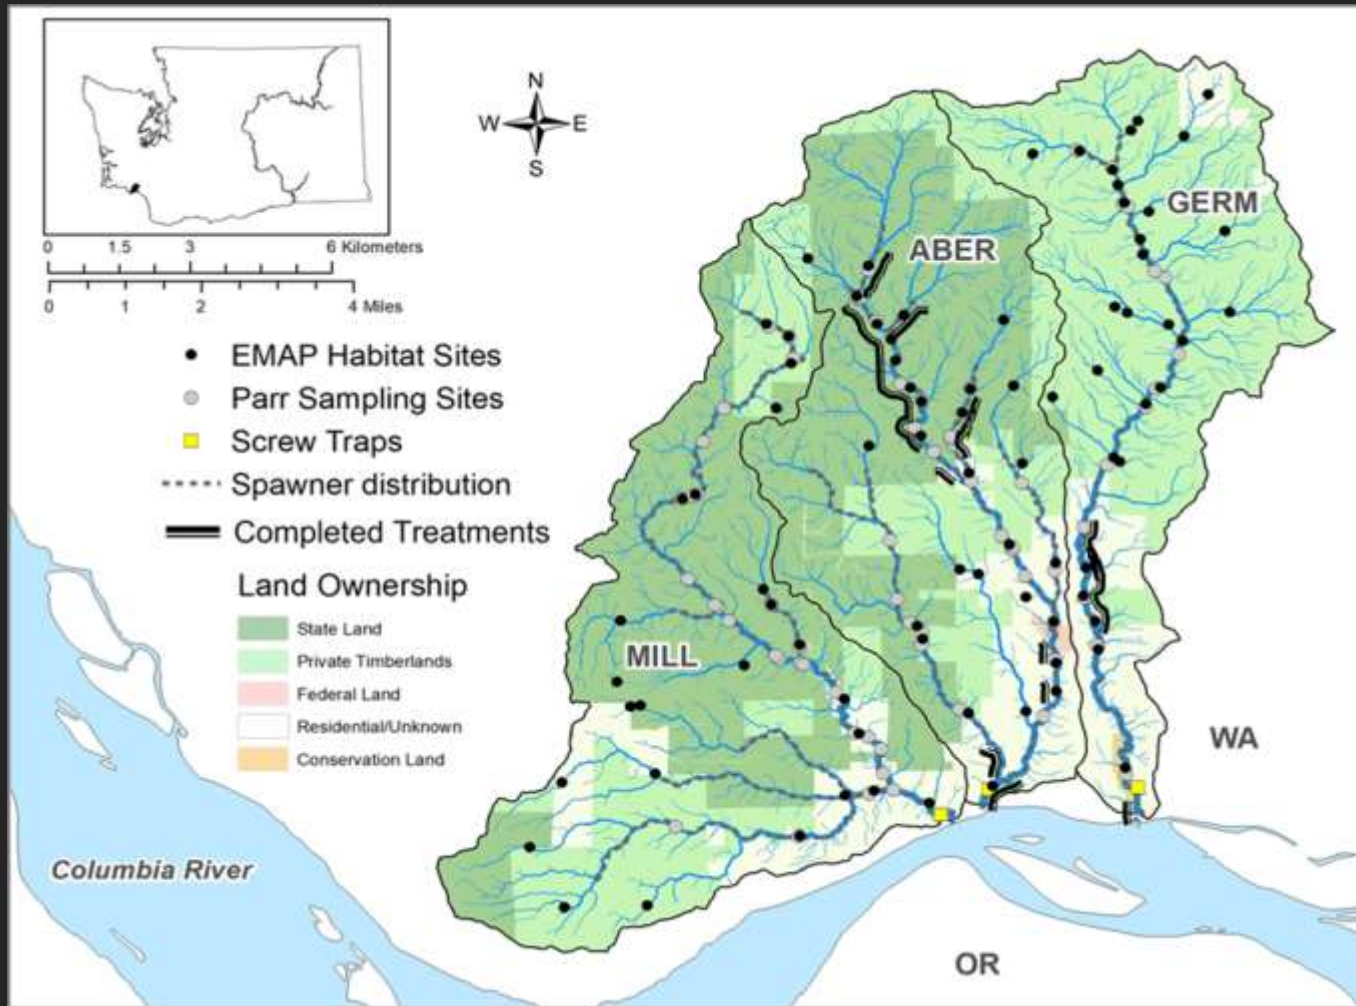 N
W E
S
0 1.5 3 6 Kilometers
0 1 2 4 Miles
EMAP Habitat Sites
Parr Sampling Sites
Screw Traps
Spawner distribution
Completed Treatments
Land Ownership
State Land
Private Timberlands
Federal Land
Residential/Unknown
Conservation Land
GERM
ABER
MILL
WA
Columbia River
OR